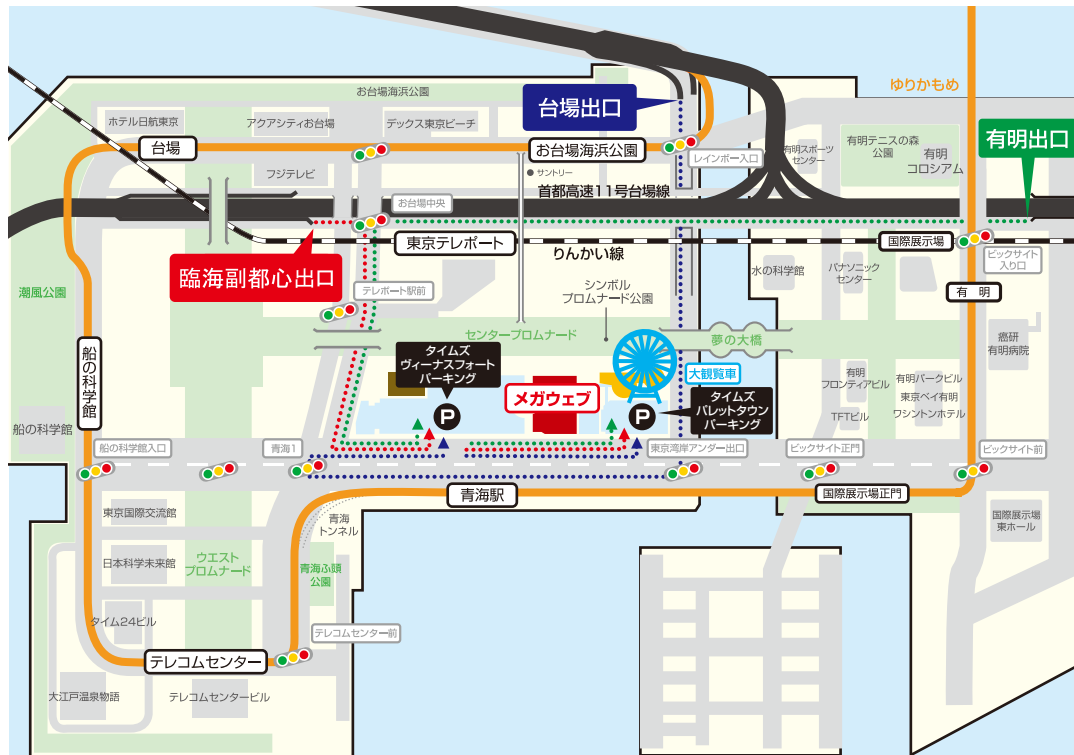 ゆりかもめ
お台場海浜公園
台場出口
ホテル日航東京
アクアシティお台場
デックス東京ビーチ
有明出口
台場
お台場海浜公園
レインボー入口
有明スポーツ
センター
有明テニスの森
公園
有明
コロシアム
フジテレビ
サントリー
首都高速11号台場線
お台場中央
東京テレポート
りんかい線
国際展示場
ビックサイト
入り口
臨海副都心出口
水の科学館
パナソニック
センター
潮風公園
テレポート駅前
シンボル
プロムナード公園
有 明
センタープロムナード
夢の大橋
癌研
有明病院
船の科学館
タイムズ
ヴィーナスフォート
パーキング
P
メガウェブ
大観覧車
P
タイムズ
パレットタウン
パーキング
有明
フロンティアビル
有明パークビル
東京ベイ有明
ワシントンホテル
TFTビル
船の科学館
船の科学館入口
青海1
東京湾岸アンダー出口
ビックサイト正門
ビックサイト前
青海駅
国際展示場正門
東京国際交流館
青海
トンネル
国際展示場
東ホール
日本科学未来館
ウエスト
プロムナード
青海ふ頭
公園
タイム24ビル
テレコムセンター前
テレコムセンター
大江戸温泉物語
テレコムセンタービル